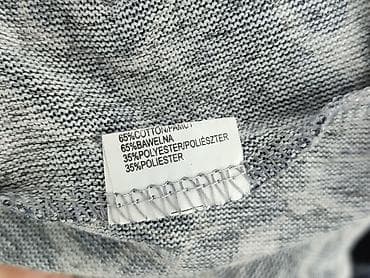 65%COTTON/PAMUT
65%BAWELNA
35%POLYESTER/POLIÉSZTER
35%POLIESTER